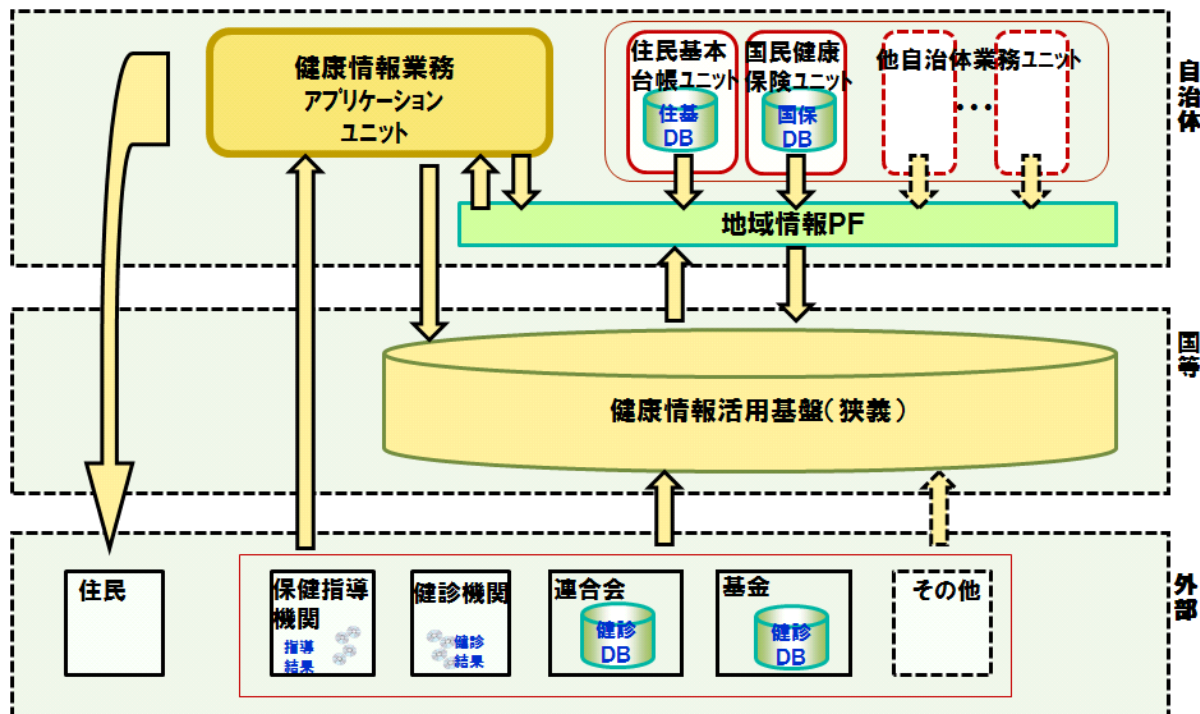 健康情報業務
アプリケーション
ユニット
住民基本
台帳ユニット
住基
DB
国民健康
保険ユニット
国保
DB
他自治体業務ユニット
・・・
地域情報PF
自治体
健康情報活用基盤（狭義）
国等
住民
保健指導
機関
指導
結果
健診機関
健診
結果
連合会
健診
DB
基金
健診
DB
その他
外部